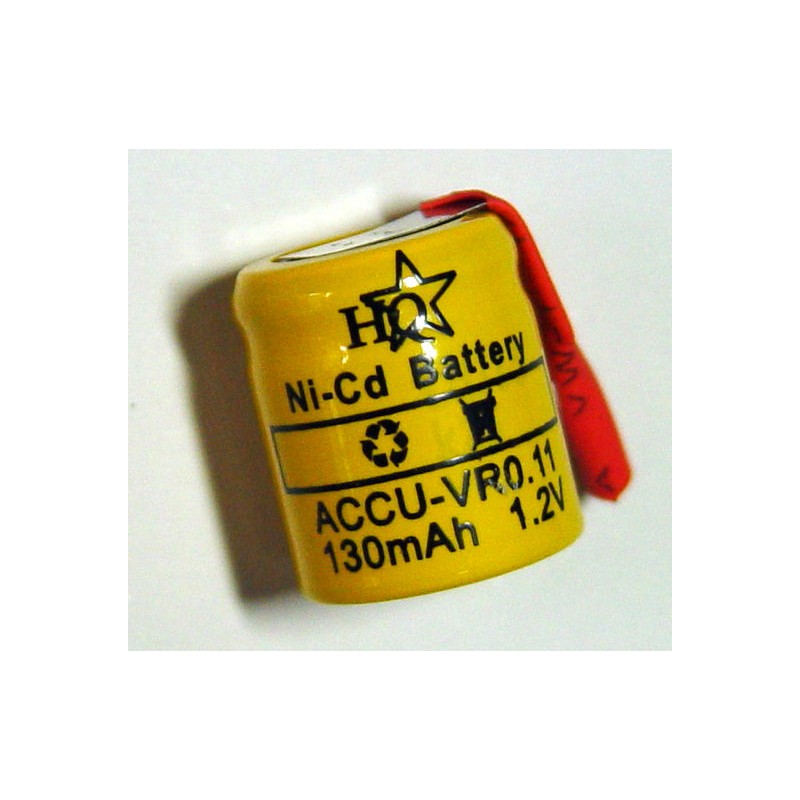 HQ
Ni-Cd Battery
ACCU-VR0.11
130mAh 1.2V